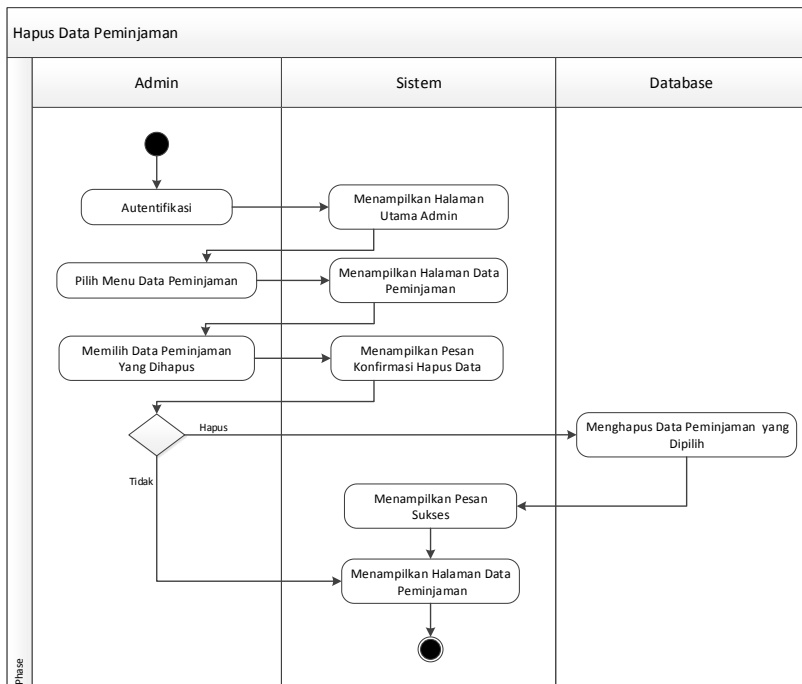 Hapus Data Peminjaman
Admin
Sistem
Database
Autentifikasi
Menampilkan Halaman
Utama Admin
Pilih Menu Data Peminjaman
Menampilkan Halaman Data
Peminjaman
Memilih Data Peminjaman
Yang Dihapus
Menampilkan Pesan
Konfirmasi Hapus Data
Hapus
Menghapus Data Peminjaman yang
Dipilih
Tidak
Menampilkan Pesan
Sukses
Menampilkan Halaman Data
Peminjaman
Phase